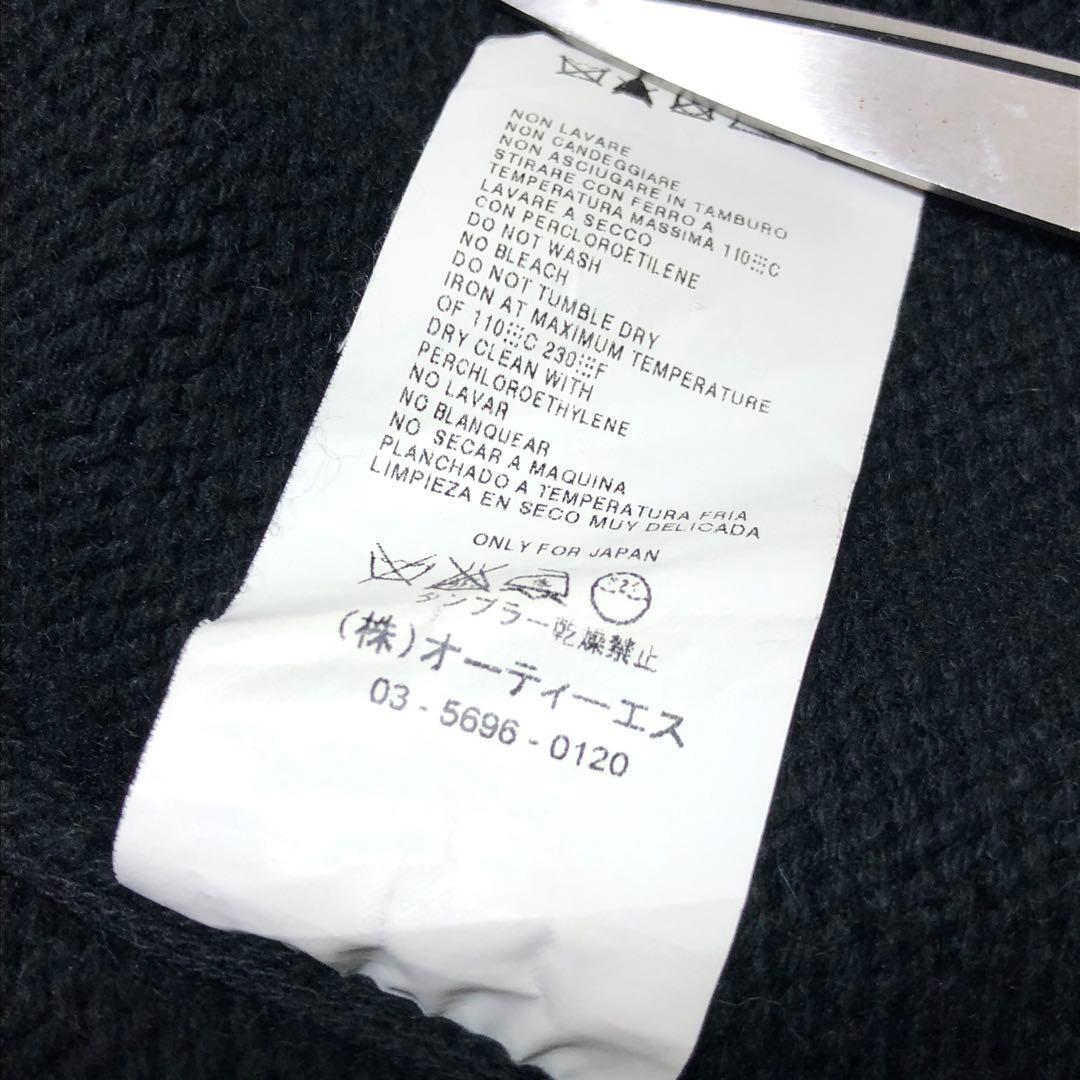 NON LAVARE
NON CANDEGGIARE
NON ASCIUGARE IN TAMBURO
STIRARE CON FERRO A
TEMPERATURA MASSIMA 110░C
LAVARE A SECCO
CON PERCLOROETILENE
DO NOT WASH
NO BLEACH
DO NOT TUMBLE DRY
IRON AT MAXIMUM TEMPERATURE
OF 110░C 230░F
DRY CLEAN WITH
PERCHLOROETHYLENE
NO LAVAR
NO BLANQUEAR
NO SECAR A MAQUINA
PLANCHADO A TEMPERATURA FRIA
LIMPIEZA EN SECO MUY DELICADA
ONLY FOR JAPAN
タンブラー乾燥禁止
(株)オーティーエス
03-5696-0120